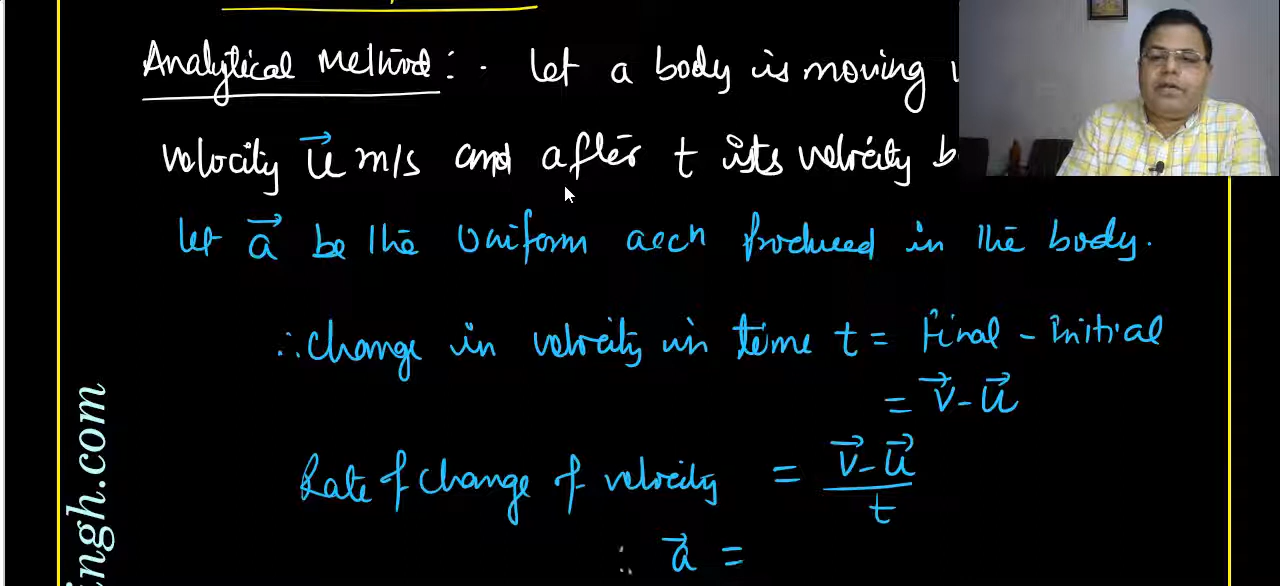 Analytical Method :- Let a body is moving
velocity u⃗ m/s and after t its velocity b
let a⃗ be the Uniform accn produced in the body.
∴ Change in velocity in time t = Final - Initial
= v⃗ - u⃗
Rate of change of velocity = (v⃗ - u⃗)/t
∴ a⃗ =
ingh.com